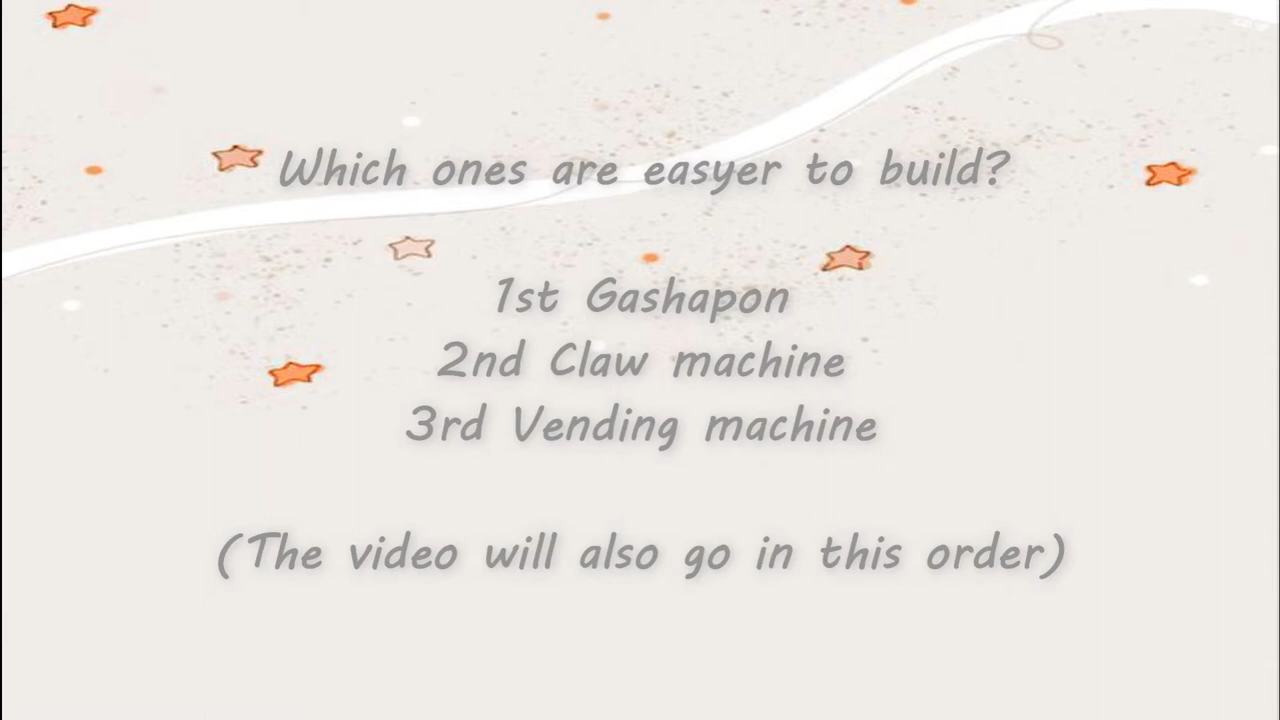 Which ones are easyer to build?
1st Gashapon
2nd Claw machine
3rd Vending machine
(The video will also go in this order)